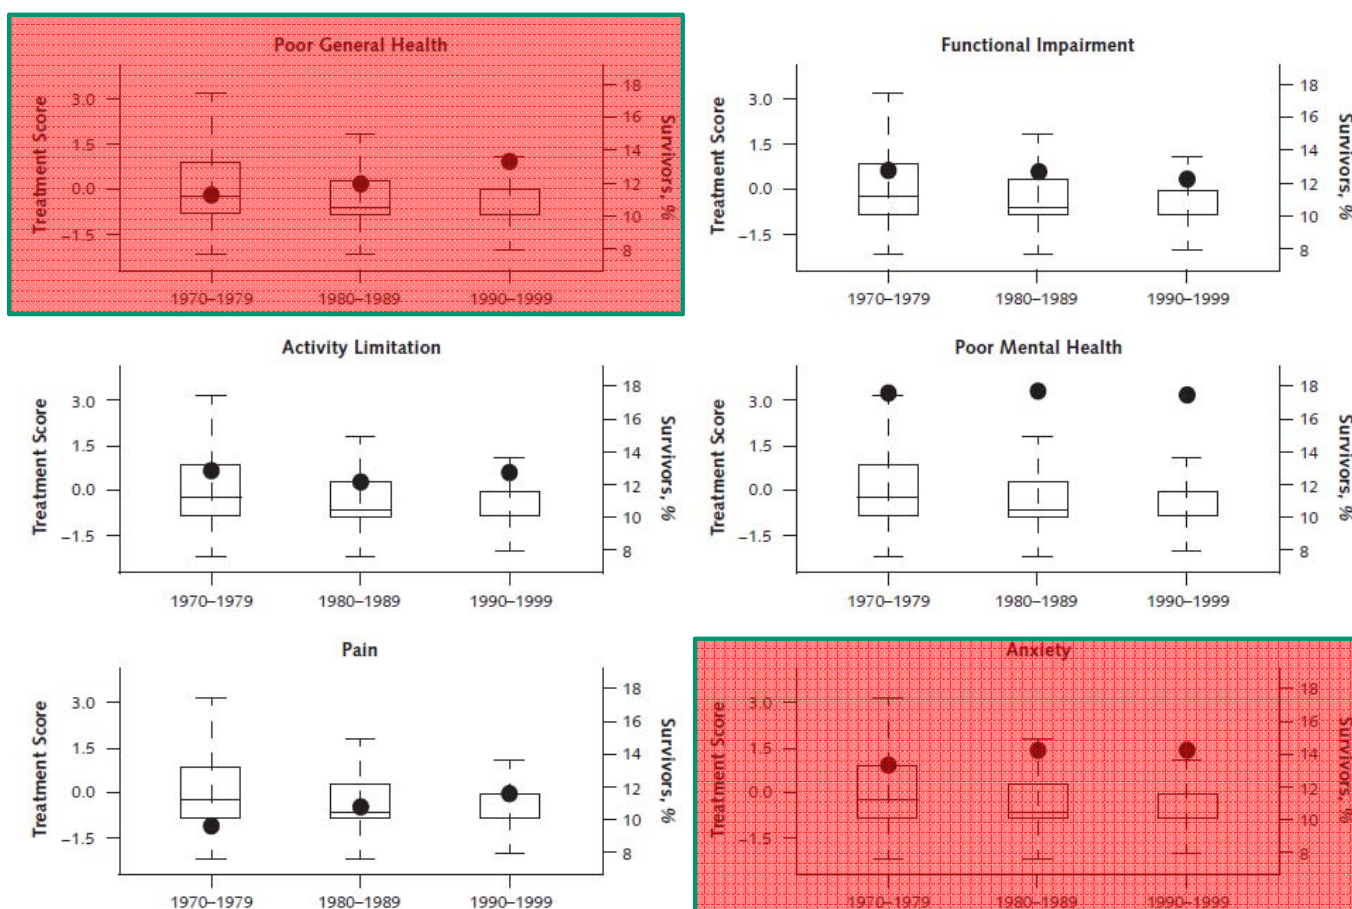 Poor General Health
Treatment Score
3.0
1.5
0.0
−1.5
18
16
14
12
10
8
Survivors, %
1970–1979 1980–1989 1990–1999
Functional Impairment
Treatment Score
3.0
1.5
0.0
−1.5
18
16
14
12
10
8
Survivors, %
1970–1979 1980–1989 1990–1999
Activity Limitation
Treatment Score
3.0
1.5
0.0
−1.5
18
16
14
12
10
8
Survivors, %
1970–1979 1980–1989 1990–1999
Poor Mental Health
Treatment Score
3.0
1.5
0.0
−1.5
18
16
14
12
10
8
Survivors, %
1970–1979 1980–1989 1990–1999
Pain
Treatment Score
3.0
1.5
0.0
−1.5
18
16
14
12
10
8
Survivors, %
1970–1979 1980–1989 1990–1999
Anxiety
Treatment Score
3.0
1.5
0.0
−1.5
18
16
14
12
10
8
Survivors, %
1970–1979 1980–1989 1990–1999